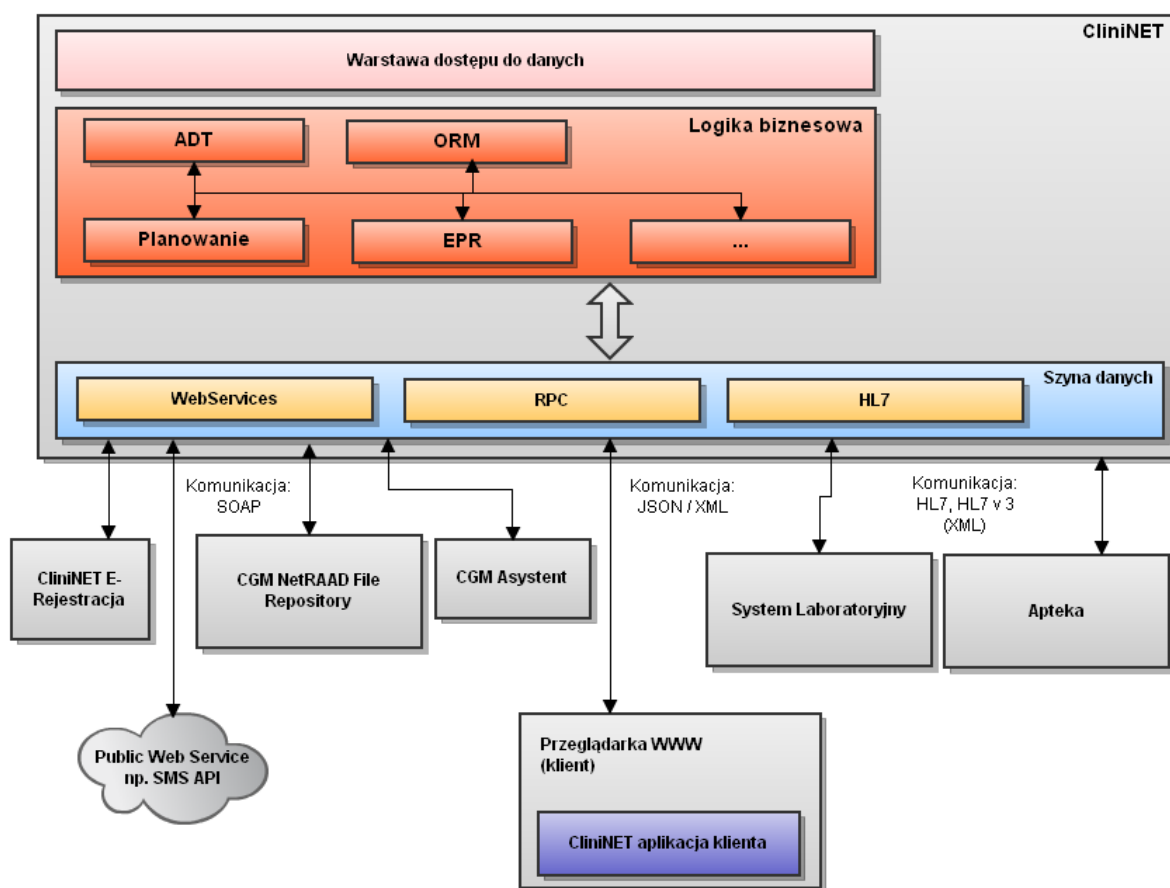 CliniNET
Warstawa dostępu do danych
Logika biznesowa
ADT
ORM
Planowanie
EPR
...
Szyna danych
WebServices
RPC
HL7
Komunikacja:
SOAP
Komunikacja:
JSON / XML
Komunikacja:
HL7, HL7 v 3
(XML)
CliniNET E-
Rejestracja
CGM NetRAAD File
Repository
CGM Asystent
System Laboratoryjny
Apteka
Public Web Service
np. SMS API
Przeglądarka WWW
(klient)
CliniNET aplikacja klienta